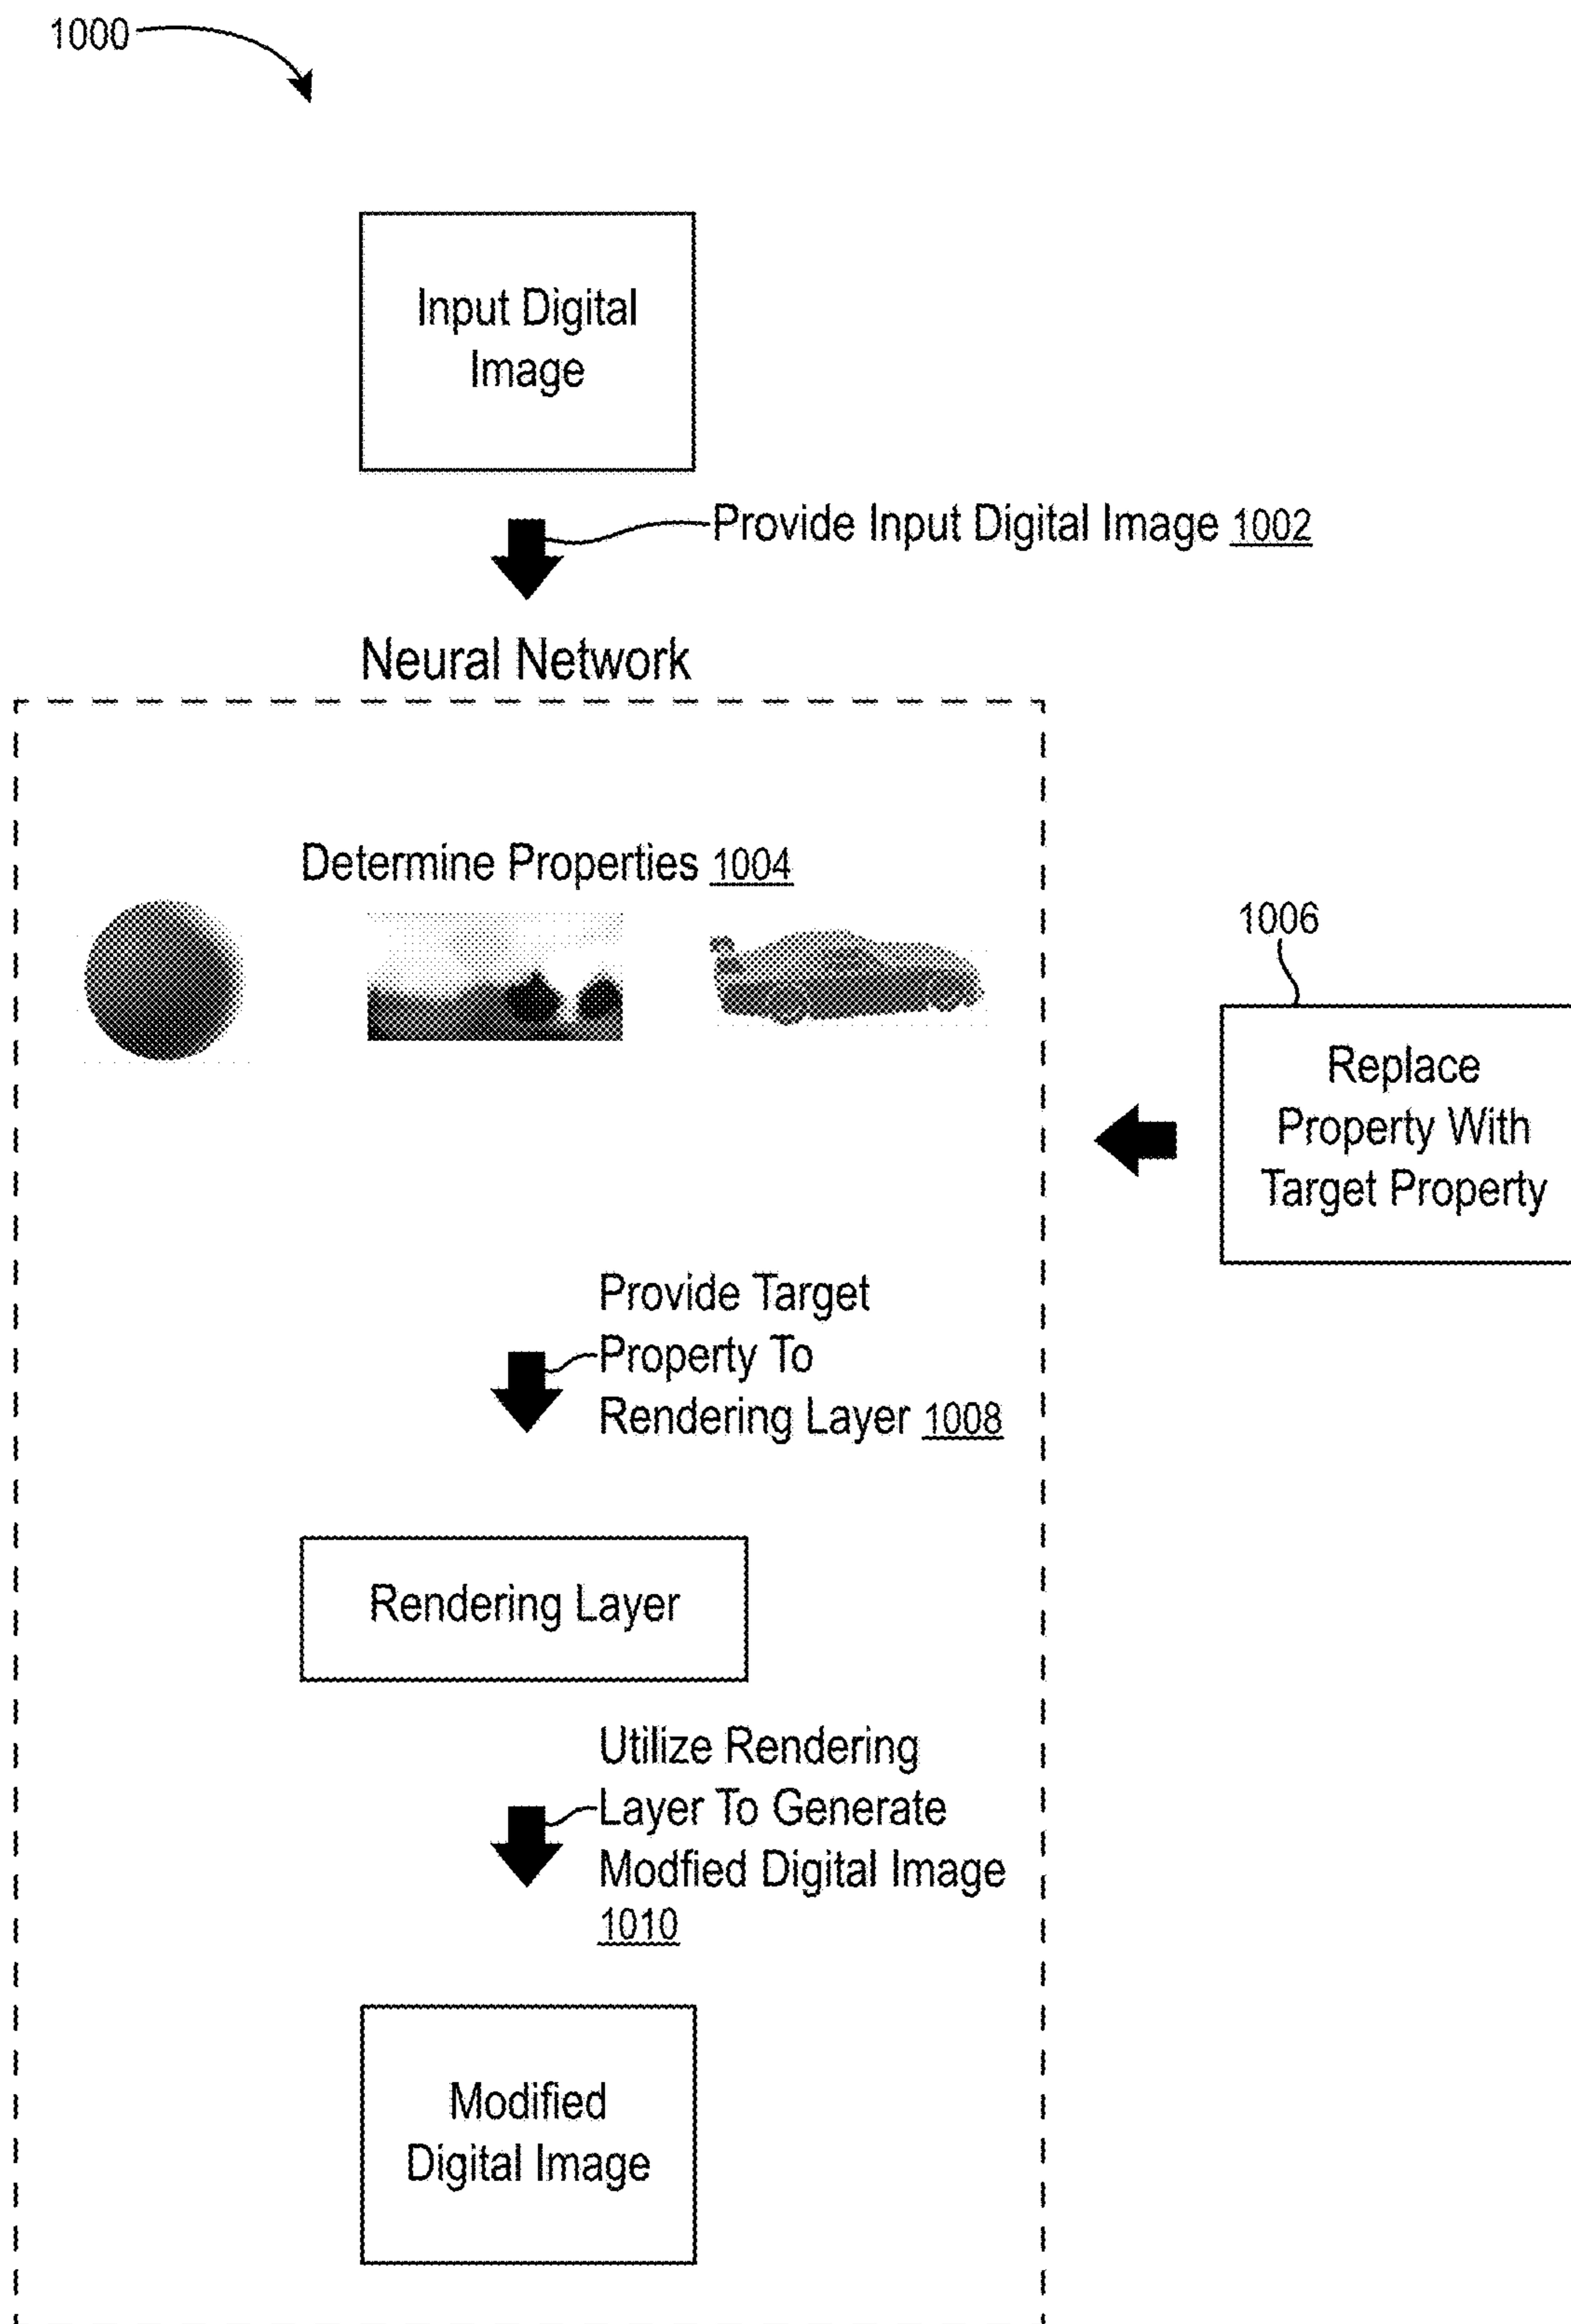 1000
Input Digital
Image
Provide Input Digital Image 1002
Neural Network
Determine Properties 1004
1006
Replace
Property With
Target Property
Provide Target
Property To
Rendering Layer 1008
Rendering Layer
Utilize Rendering
Layer To Generate
Modfied Digital Image
1010
Modified
Digital Image